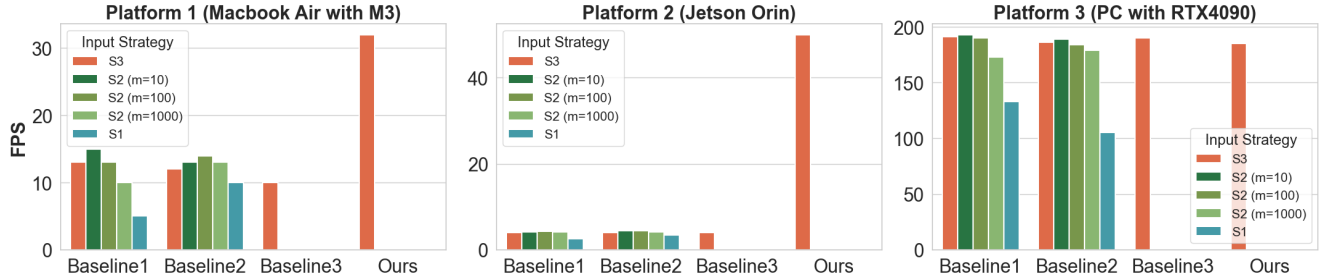 Platform 1 (Macbook Air with M3)
FPS
30
20
10
0
Input Strategy
S3
S2 (m=10)
S2 (m=100)
S2 (m=1000)
S1
Baseline1
Baseline2
Baseline3
Ours
Platform 2 (Jetson Orin)
40
20
0
Input Strategy
S3
S2 (m=10)
S2 (m=100)
S2 (m=1000)
S1
Baseline1
Baseline2
Baseline3
Ours
Platform 3 (PC with RTX4090)
200
150
100
50
0
Input Strategy
S3
S2 (m=10)
S2 (m=100)
S2 (m=1000)
S1
Baseline1
Baseline2
Baseline3
Ours